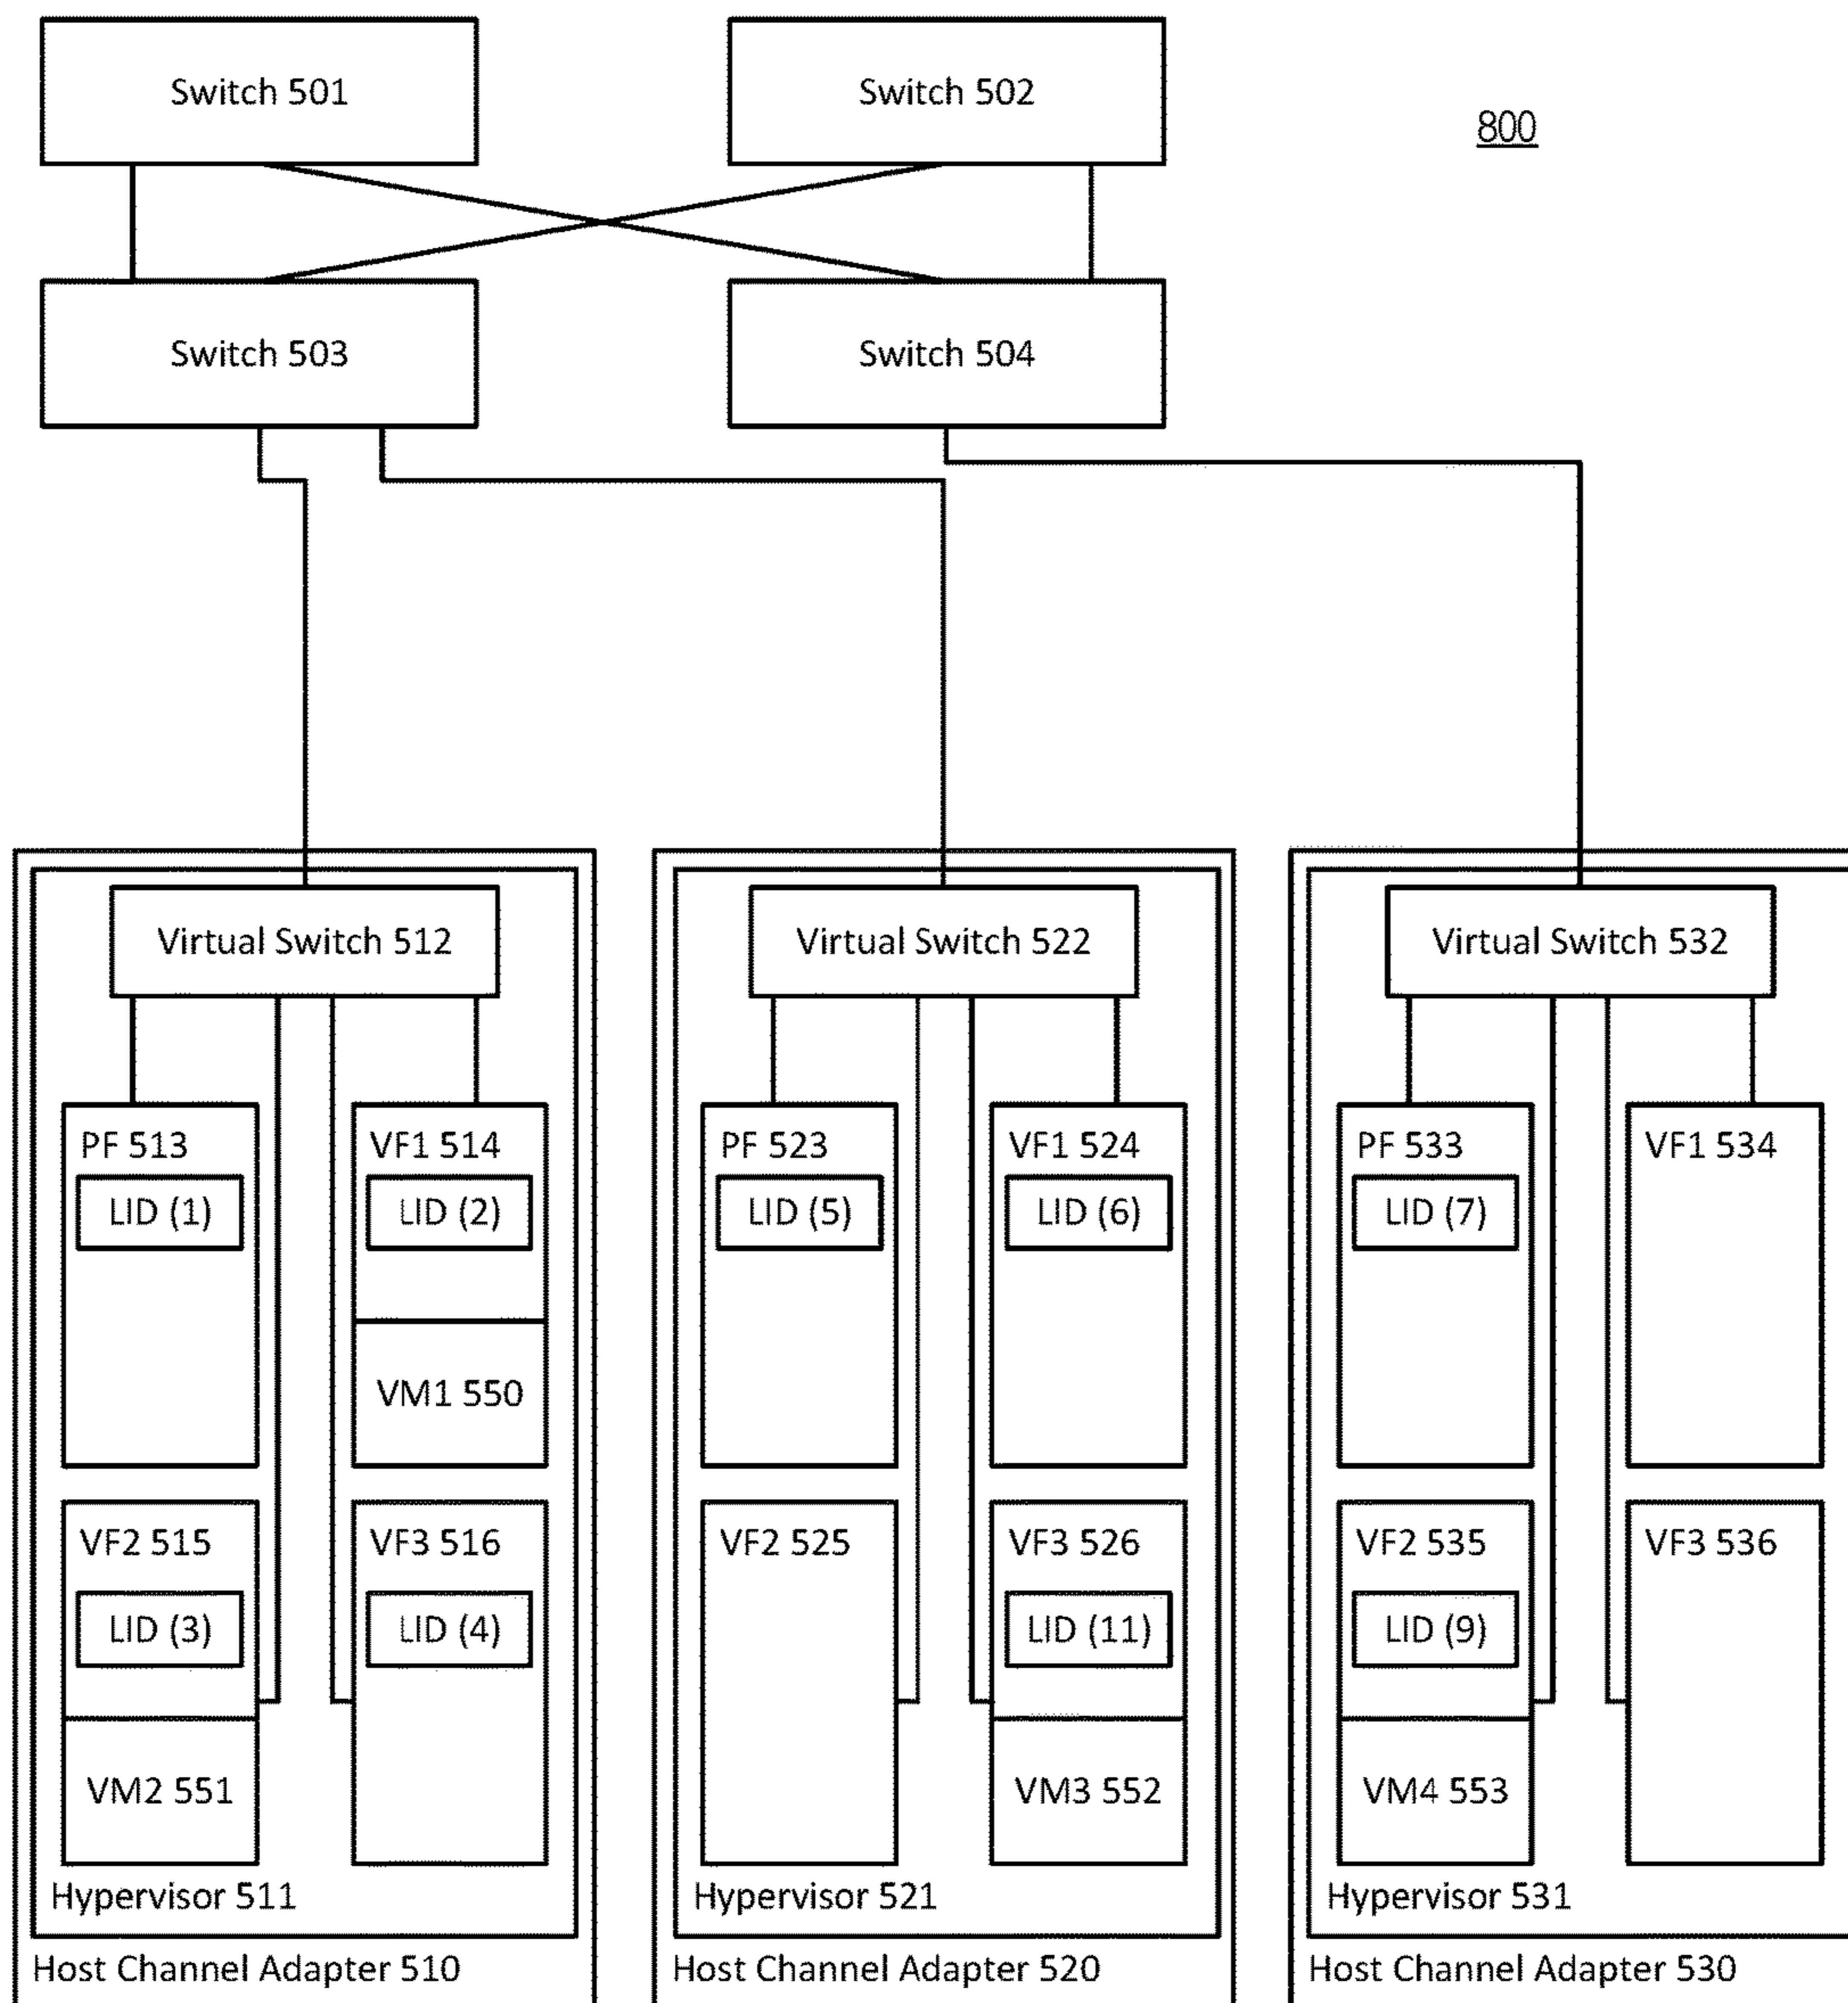 Switch 501
Switch 502
800
Switch 503
Switch 504
Virtual Switch 512
Virtual Switch 522
Virtual Switch 532
PF 513
LID (1)
VF1 514
LID (2)
VM1 550
PF 523
LID (5)
VF1 524
LID (6)
PF 533
LID (7)
VF1 534
VF2 515
LID (3)
VM2 551
VF3 516
LID (4)
VF2 525
VF3 526
LID (11)
VM3 552
VF2 535
LID (9)
VM4 553
VF3 536
Hypervisor 511
Hypervisor 521
Hypervisor 531
Host Channel Adapter 510
Host Channel Adapter 520
Host Channel Adapter 530